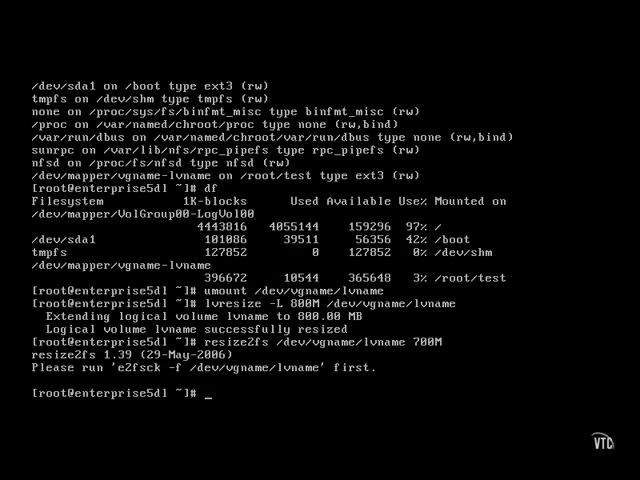 /dev/sda1 on /boot type ext3 (rw)
tmpfs on /dev/shm type tmpfs (rw)
none on /proc/sys/fs/binfmt_misc type binfmt_misc (rw)
/proc on /var/named/chroot/proc type none (rw,bind)
/var/run/dbus on /var/named/chroot/var/run/dbus type none (rw,bind)
sunrpc on /var/lib/nfs/rpc_pipefs type rpc_pipefs (rw)
nfsd on /proc/fs/nfsd type nfsd (rw)
/dev/mapper/vgname-lvname on /root/test type ext3 (rw)
[root@enterprise5dl ~]# df
Filesystem 1K-blocks Used Available Use% Mounted on
/dev/mapper/VolGroup00-LogVol00
4443816 4055144 159296 97% /
/dev/sda1 101086 39511 56356 42% /boot
tmpfs 127852 0 127852 0% /dev/shm
/dev/mapper/vgname-lvname
396672 10544 365648 3% /root/test
[root@enterprise5dl ~]# umount /dev/vgname/lvname
[root@enterprise5dl ~]# lvresize -L 800M /dev/vgname/lvname
Extending logical volume lvname to 800.00 MB
Logical volume lvname successfully resized
[root@enterprise5dl ~]# resize2fs /dev/vgname/lvname 700M
resize2fs 1.39 (29-May-2006)
Please run 'e2fsck -f /dev/vgname/lvname' first.
[root@enterprise5dl ~]# _
VTC